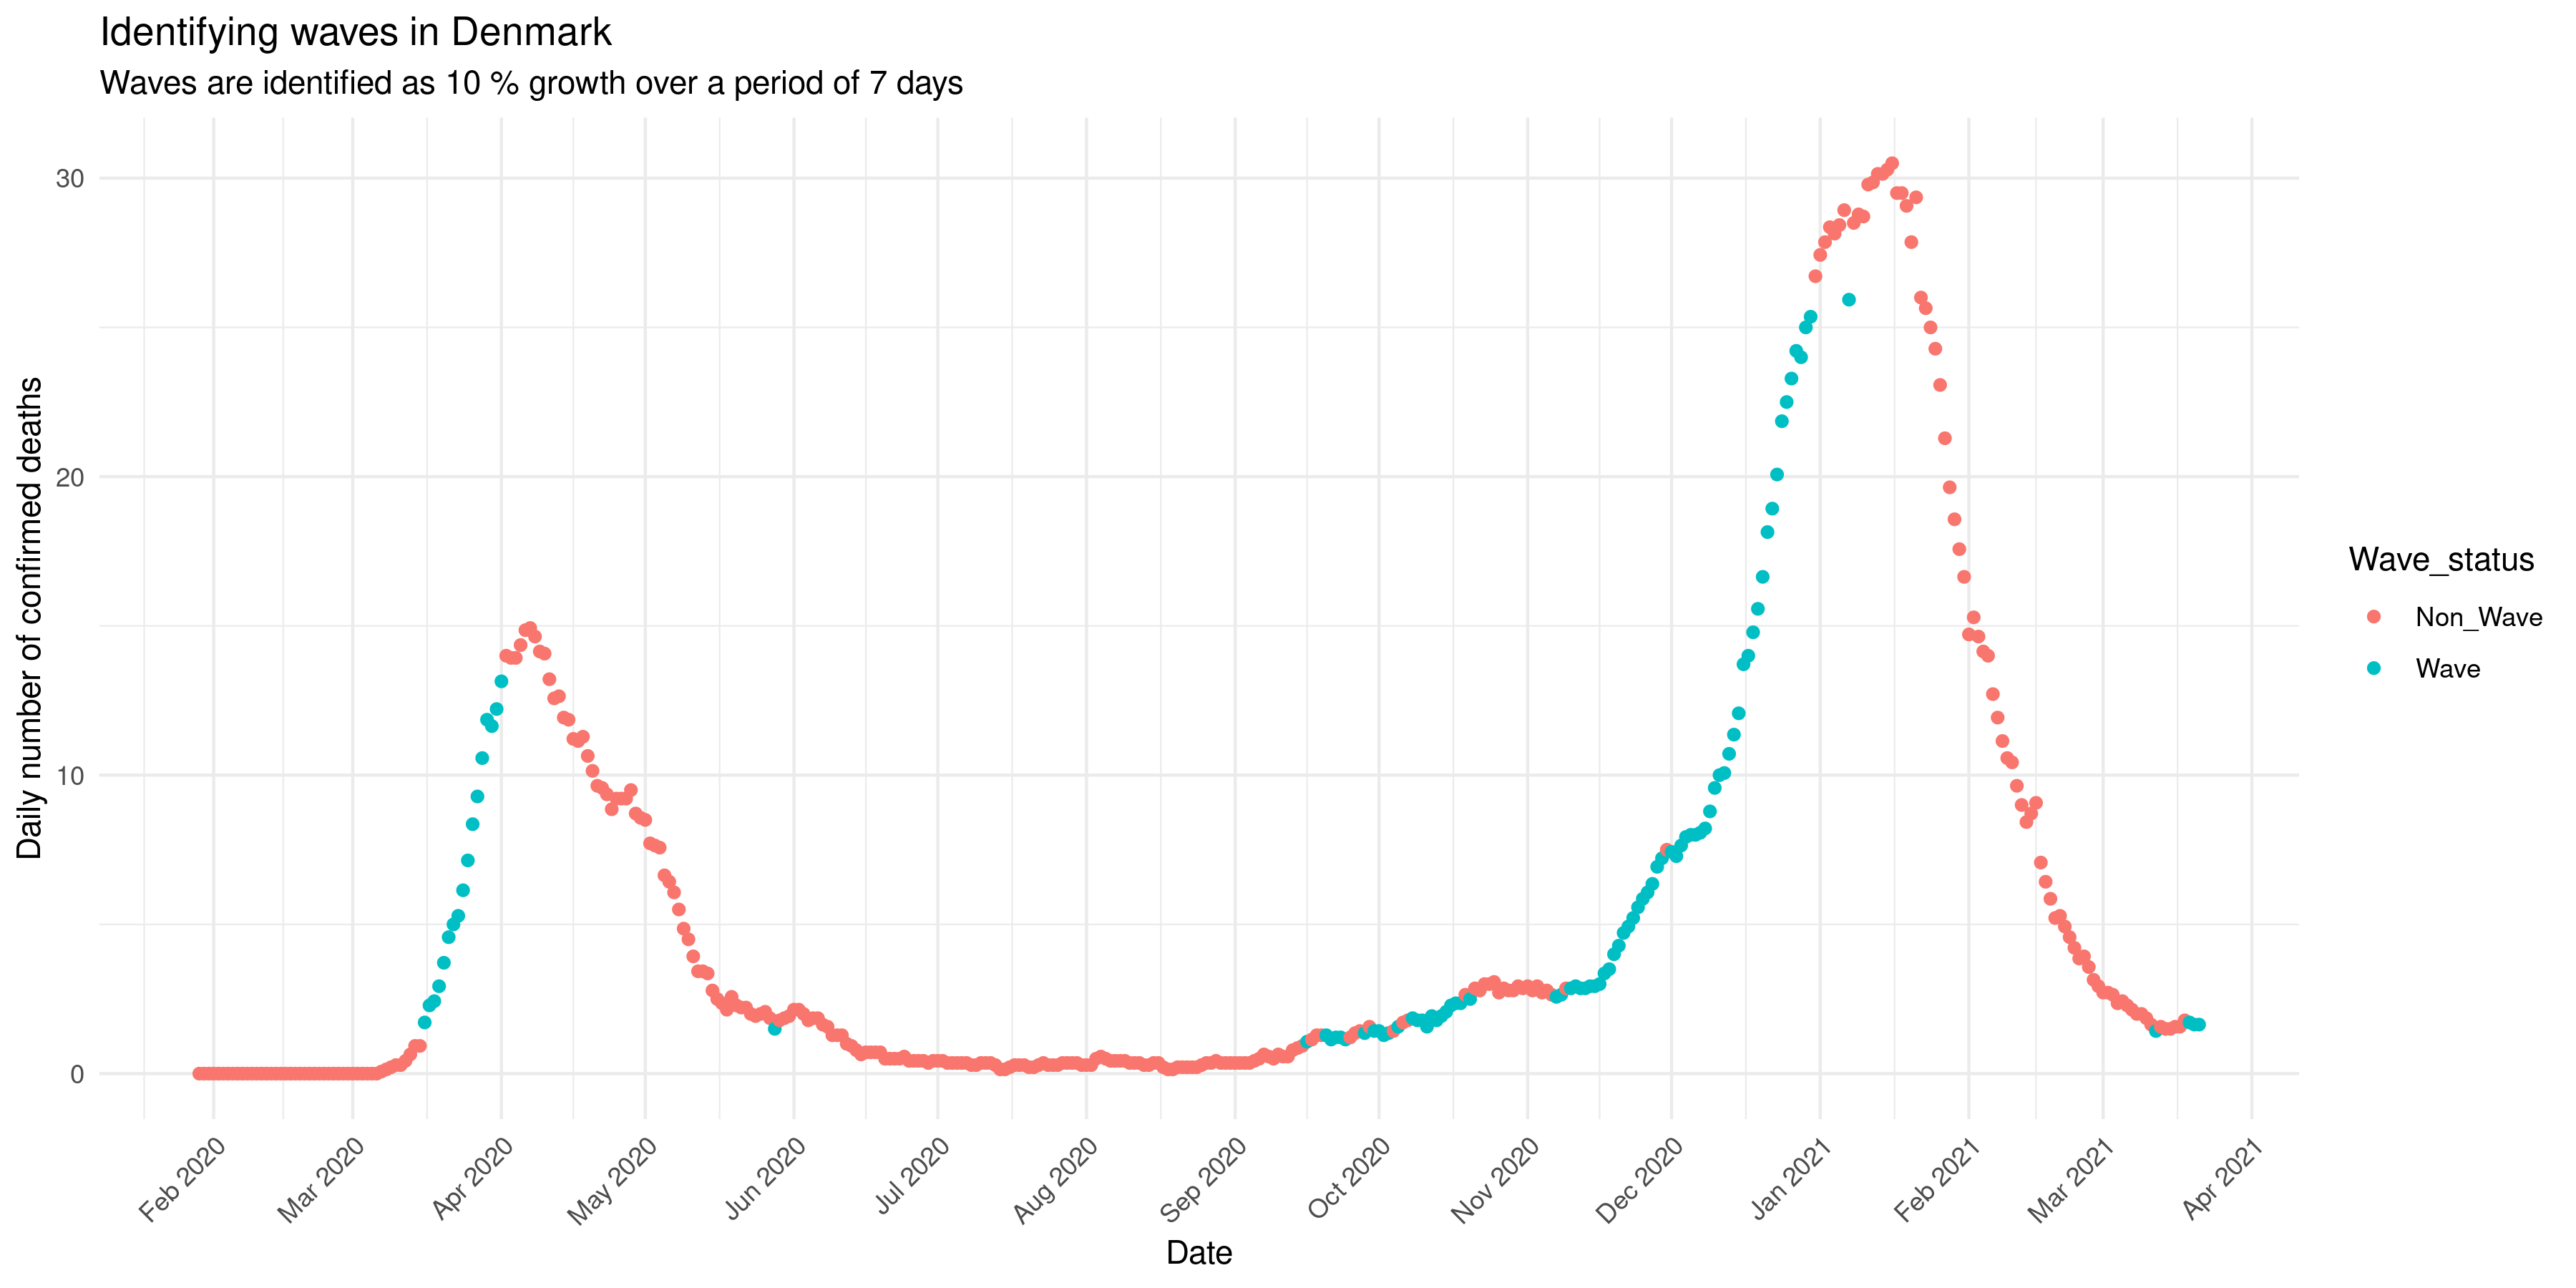 Identifying waves in Denmark
Waves are identified as 10 % growth over a period of 7 days
Daily number of confirmed deaths
30
20
10
0
Feb 2020
Mar 2020
Apr 2020
May 2020
Jun 2020
Jul 2020
Aug 2020
Sep 2020
Oct 2020
Nov 2020
Dec 2020
Jan 2021
Feb 2021
Mar 2021
Apr 2021
Date
Wave_status
Non_Wave
Wave